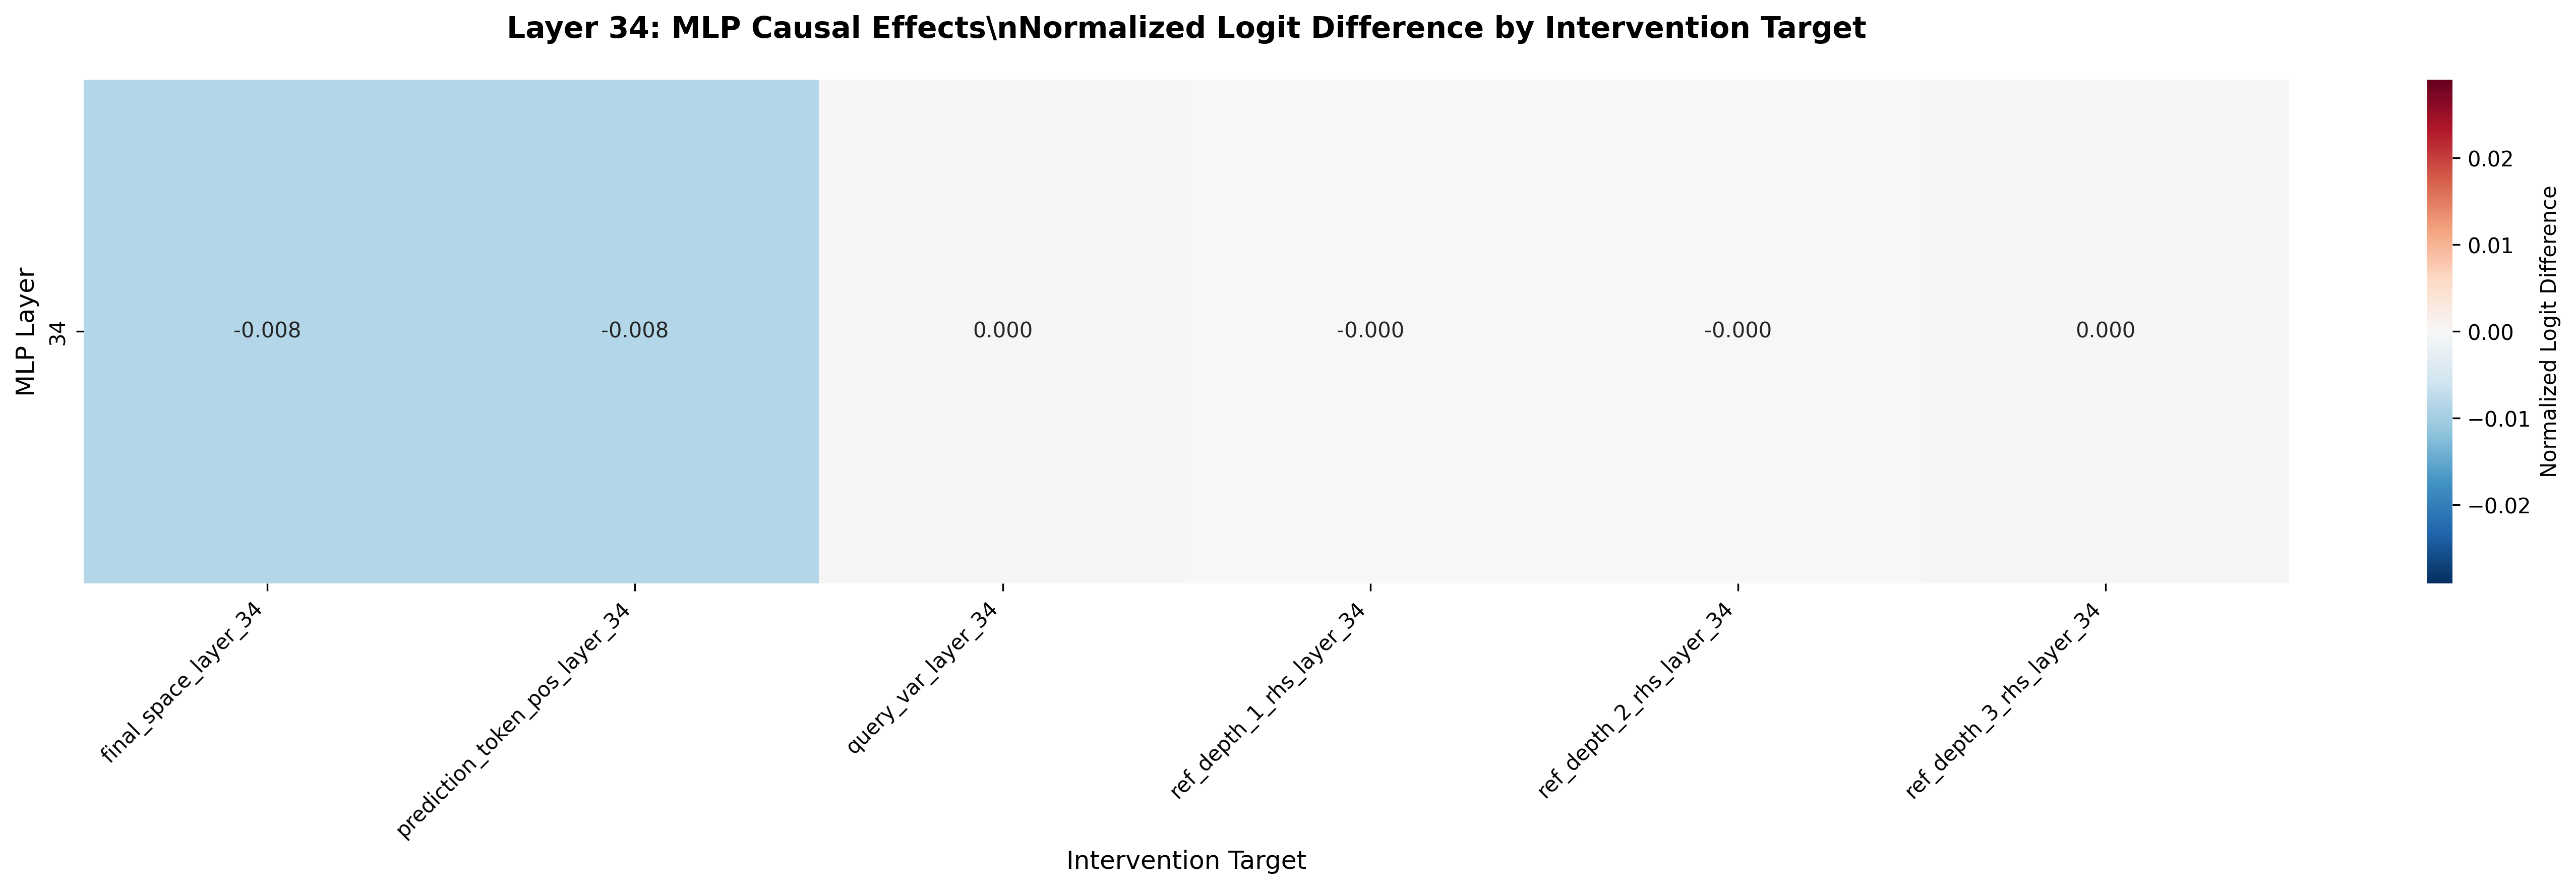 Layer 34: MLP Causal Effects\nNormalized Logit Difference by Intervention Target
MLP Layer
34
-0.008
-0.008
0.000
-0.000
-0.000
0.000
final_space_layer_34
prediction_token_pos_layer_34
query_var_layer_34
ref_depth_1_rhs_layer_34
ref_depth_2_rhs_layer_34
ref_depth_3_rhs_layer_34
Intervention Target
0.02
0.01
0.00
−0.01
−0.02
Normalized Logit Difference